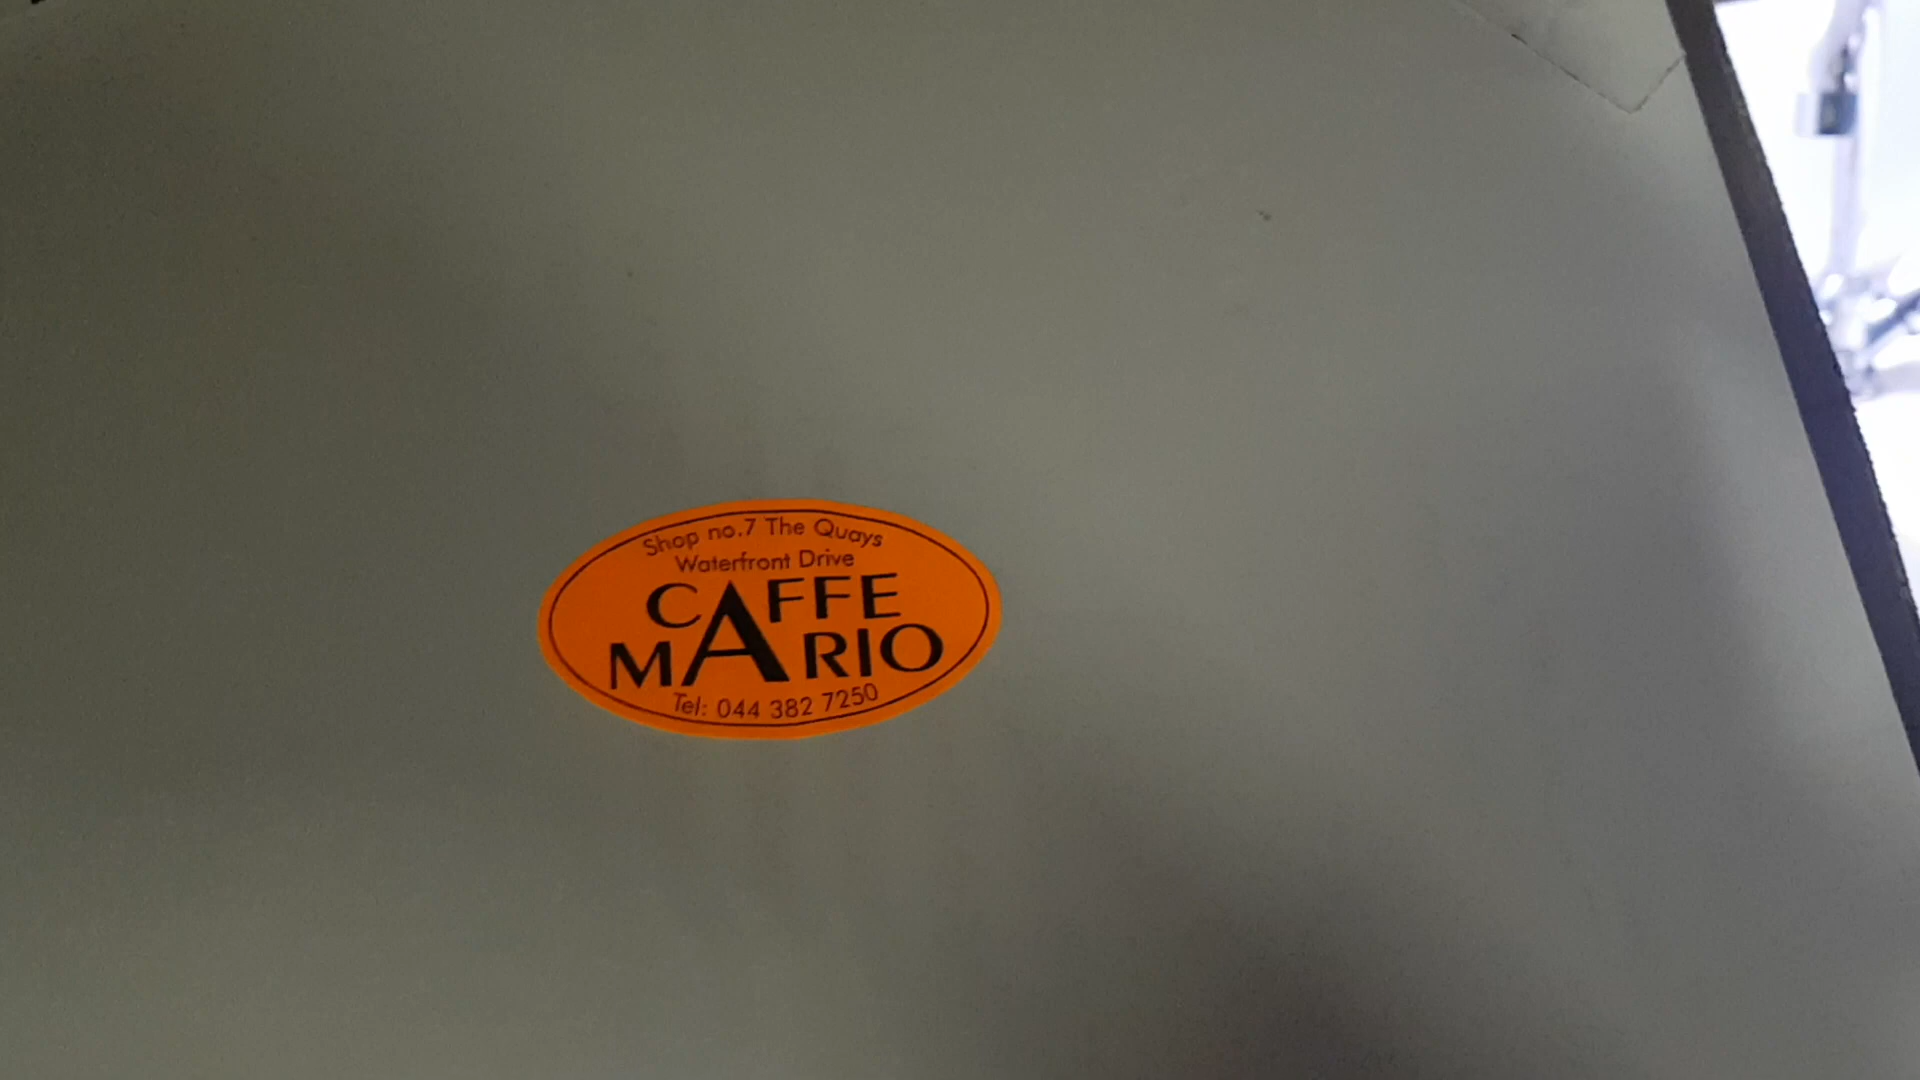 Shop no.7 The Quays
Waterfront Drive
CAFFE
MARIO
Tel: 044 382 7250